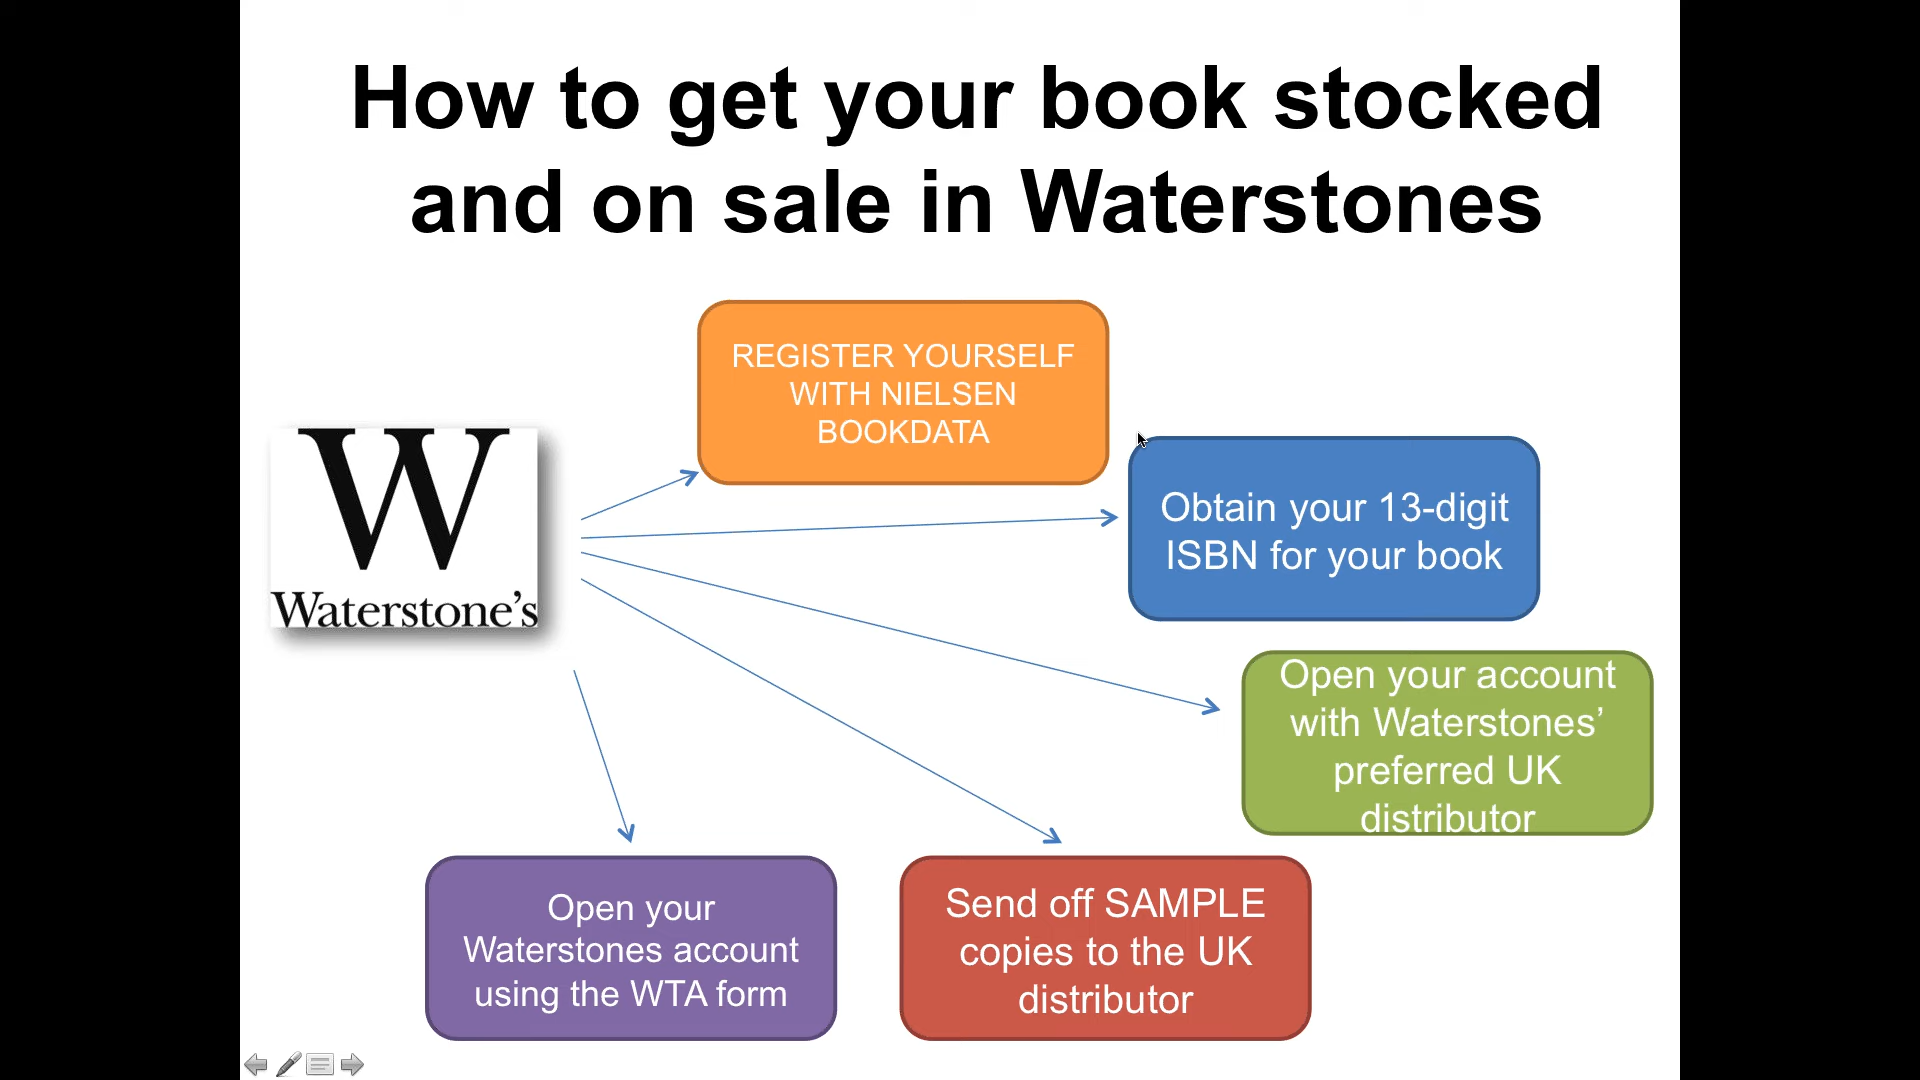 How to get your book stocked
and on sale in Waterstones
REGISTER YOURSELF
WITH NIELSEN
BOOKDATA
W
Waterstone’s
Obtain your 13-digit
ISBN for your book
Open your account
with Waterstones’
preferred UK
distributor
Send off SAMPLE
copies to the UK
distributor
Open your
Waterstones account
using the WTA form